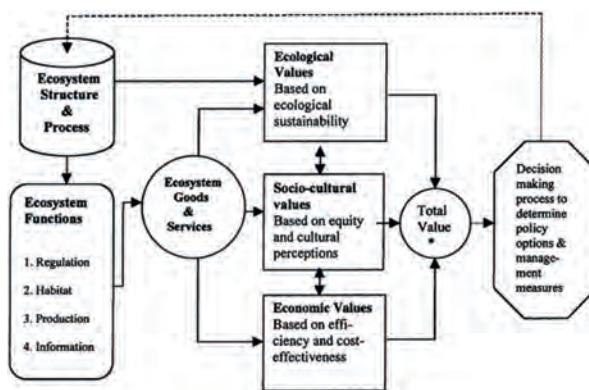 Ecosystem
Structure
&
Process
Ecosystem
Functions
1. Regulation
2. Habitat
3. Production
4. Information
Ecosystem
Goods
&
Services
Ecological
Values
Based on
ecological
sustainability
Socio-cultural
values
Based on equity
and cultural
perceptions
Economic Values
Based on effi-
ciency and cost-
effectiveness
Total
Value
*
Decision
making
process to
determine
policy
options &
manage-
ment
measures